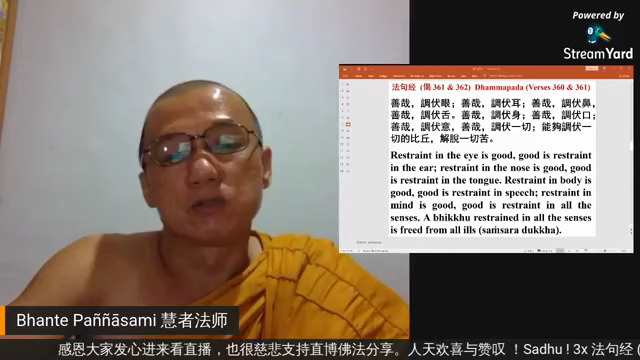 Powered by
StreamYard
法句经 (偈 361 & 362) Dhammapada (Verses 360 & 361)
善哉，調伏眼；善哉，調伏耳；善哉，調伏鼻，
善哉，調伏舌。善哉，調伏身；善哉，調伏口；
善哉，調伏意，善哉，調伏一切；能夠調伏一
切的比丘，解脫一切苦。
Restraint in the eye is good, good is restraint
in the ear; restraint in the nose is good, good
is restraint in the tongue. Restraint in body is
good, good is restraint in speech; restraint in
mind is good, good is restraint in all the
senses. A bhikkhu restrained in all the senses
is freed from all ills (saṁsara dukkha).
Bhante Paññāsami 慧者法师
感恩大家发心进来看直播，也很慈悲支持直博佛法分享。人天欢喜与赞叹 ！Sadhu ! 3x 法句经 (